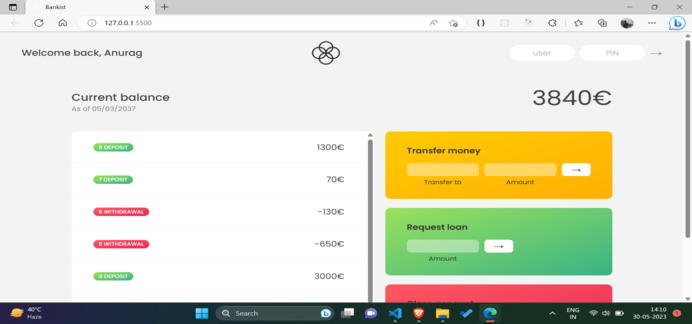 Bankist
127.0.0.1:5500
Welcome back, Anurag
user
PIN
→
Current balance
As of 05/03/2037
3840€
8 DEPOSIT
1300€
7 DEPOSIT
70€
6 WITHDRAWAL
-130€
5 WITHDRAWAL
-650€
4 DEPOSIT
3000€
Transfer money
→
Transfer to
Amount
Request loan
→
Amount
40°C
Haze
Search
ENG
IN
14:10
30-05-2023
1